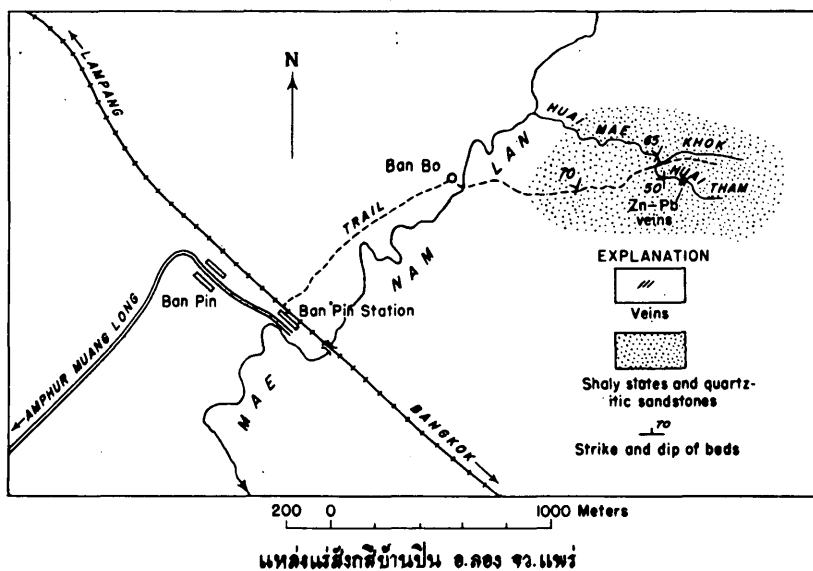 LAMPANG
N
HUAI MAE KHOK
65
HUAI THAM
50
Zn-Pb
veins
70
Ban Bo
LAN
TRAIL
NAM
MAE
Ban Pin
Ban Pin Station
AMPHUR MUANG LONG
BANGKOK
EXPLANATION
Veins
Shaly states and quartz-
itic sandstones
70
Strike and dip of beds
200 0 1000 Meters
แหล่งแร่สังกสีบ้านปิน อ.ลอง จว.แพร่